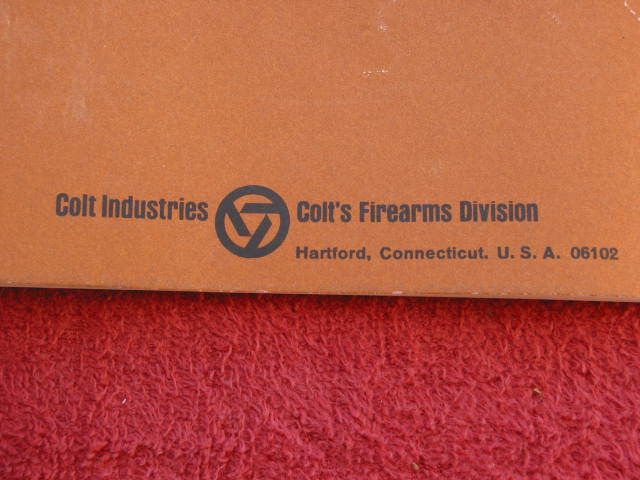 Colt Industries Colt's Firearms Division
Hartford, Connecticut. U. S. A. 06102